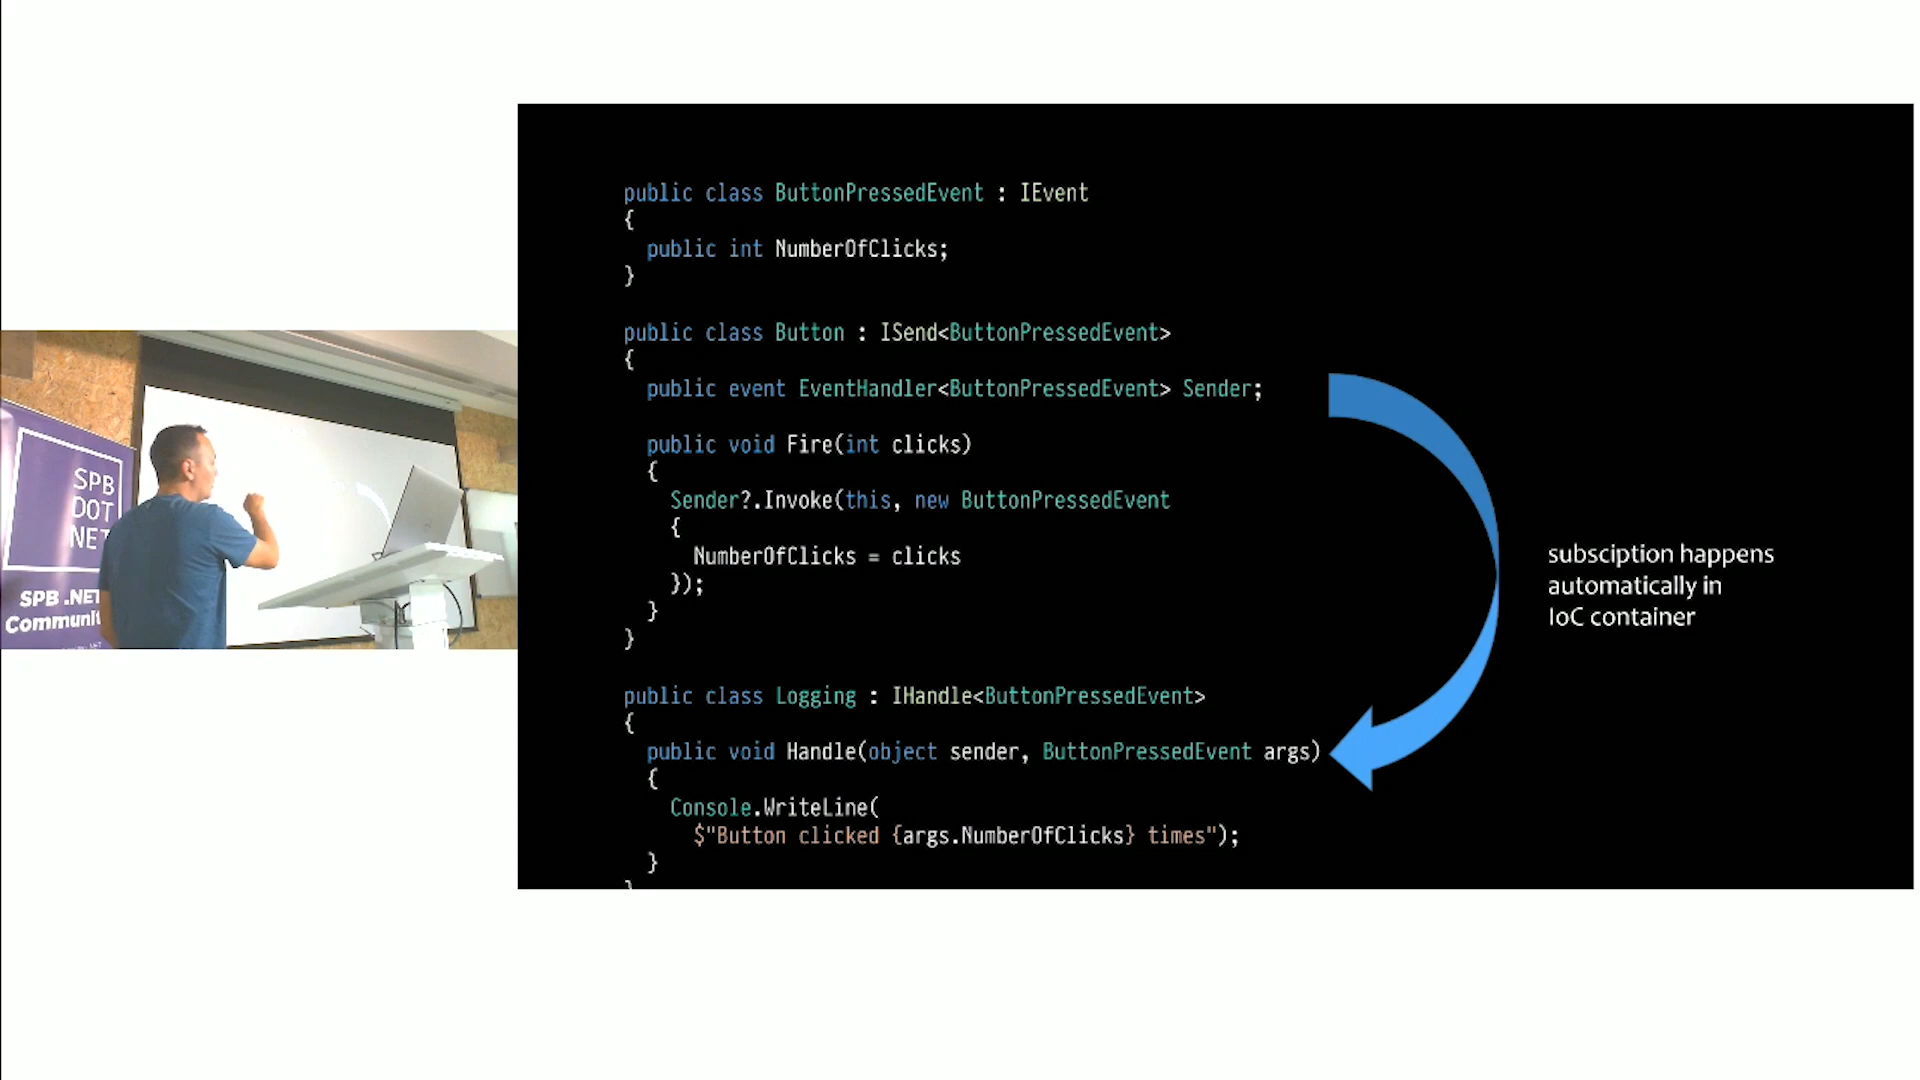 public class ButtonPressedEvent : IEvent
{
public int NumberOfClicks;
}
public class Button : ISend<ButtonPressedEvent>
{
public event EventHandler<ButtonPressedEvent> Sender;
public void Fire(int clicks)
{
Sender?.Invoke(this, new ButtonPressedEvent
{
NumberOfClicks = clicks
});
}
}
public class Logging : IHandle<ButtonPressedEvent>
{
public void Handle(object sender, ButtonPressedEvent args)
{
Console.WriteLine(
$"Button clicked {args.NumberOfClicks} times");
}
}
subsciption happens
automatically in
IoC container
SPB
DOT
NET
SPB .NET
Communit